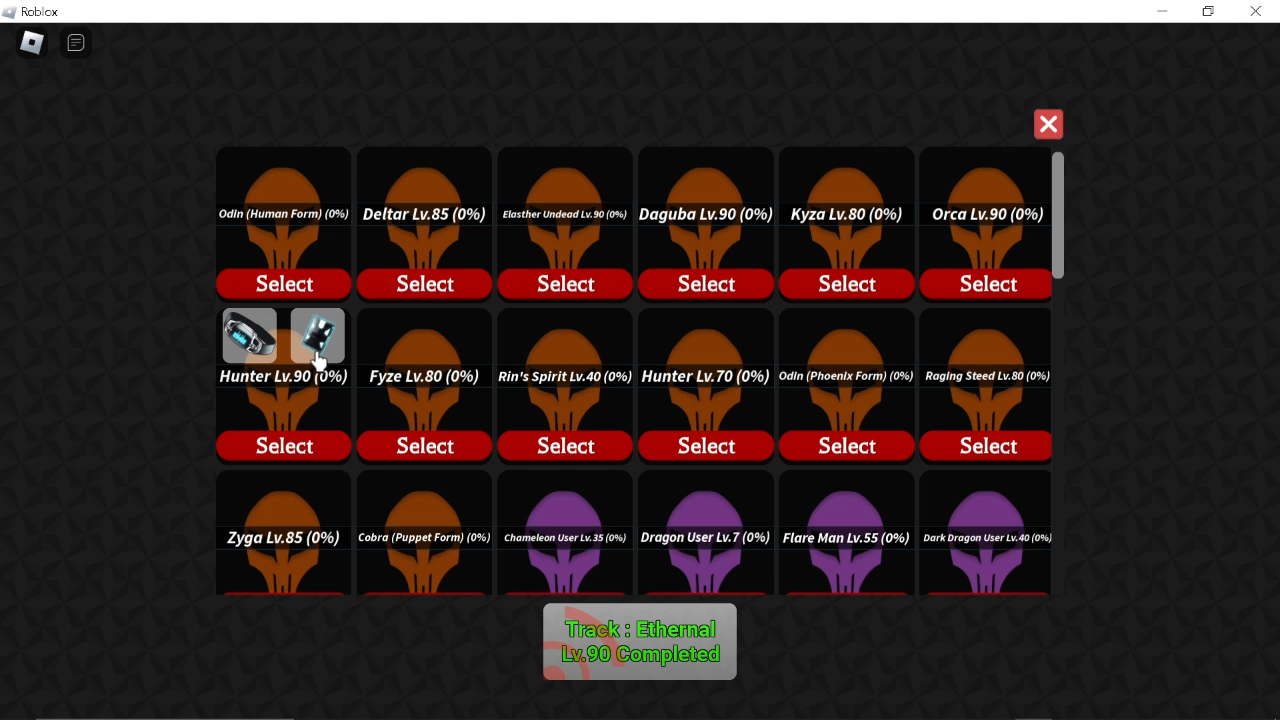 Roblox
Odin (Human Form) (0%)
Deltar Lv.85 (0%)
Elasther Undead Lv.90 (0%)
Daguba Lv.90 (0%)
Kyza Lv.80 (0%)
Orca Lv.90 (0%)
Select
Select
Select
Select
Select
Select
Hunter Lv.90 (0%)
Fyze Lv.80 (0%)
Rin's Spirit Lv.40 (0%)
Hunter Lv.70 (0%)
Odin (Phoenix Form) (0%)
Raging Steed Lv.80 (0%)
Select
Select
Select
Select
Select
Select
Zyga Lv.85 (0%)
Cobra (Puppet Form) (0%)
Chameleon User Lv.35 (0%)
Dragon User Lv.7 (0%)
Flare Man Lv.55 (0%)
Dark Dragon User Lv.40 (0%)
Track : Ethernal
Lv.90 Completed